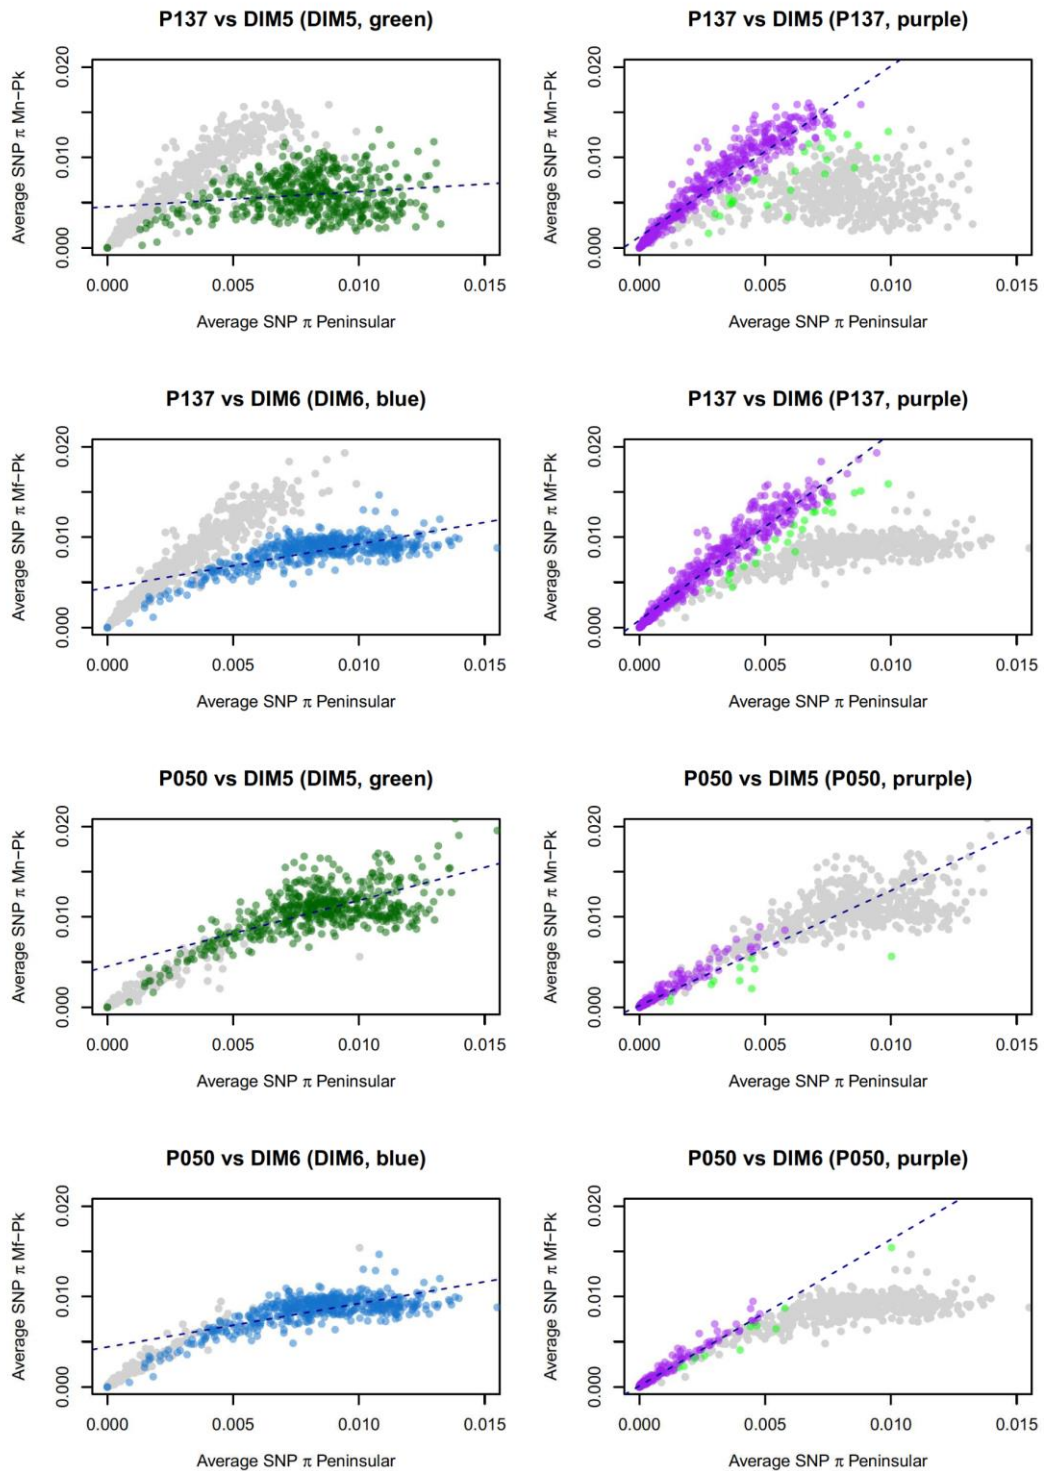 P137 vs DIM5 (DIM5, green)
Average SNP π Mn−Pk
0.000 0.010 0.020
0.000 0.005 0.010 0.015
Average SNP π Peninsular
P137 vs DIM5 (P137, purple)
Average SNP π Mn−Pk
0.000 0.010 0.020
0.000 0.005 0.010 0.015
Average SNP π Peninsular
P137 vs DIM6 (DIM6, blue)
Average SNP π Mf−Pk
0.000 0.010 0.020
0.000 0.005 0.010 0.015
Average SNP π Peninsular
P137 vs DIM6 (P137, purple)
Average SNP π Mf−Pk
0.000 0.010 0.020
0.000 0.005 0.010 0.015
Average SNP π Peninsular
P050 vs DIM5 (DIM5, green)
Average SNP π Mn−Pk
0.000 0.010 0.020
0.000 0.005 0.010 0.015
Average SNP π Peninsular
P050 vs DIM5 (P050, prurple)
Average SNP π Mn−Pk
0.000 0.010 0.020
0.000 0.005 0.010 0.015
Average SNP π Peninsular
P050 vs DIM6 (DIM6, blue)
Average SNP π Mf−Pk
0.000 0.010 0.020
0.000 0.005 0.010 0.015
Average SNP π Peninsular
P050 vs DIM6 (P050, purple)
Average SNP π Mf−Pk
0.000 0.010 0.020
0.000 0.005 0.010 0.015
Average SNP π Peninsular